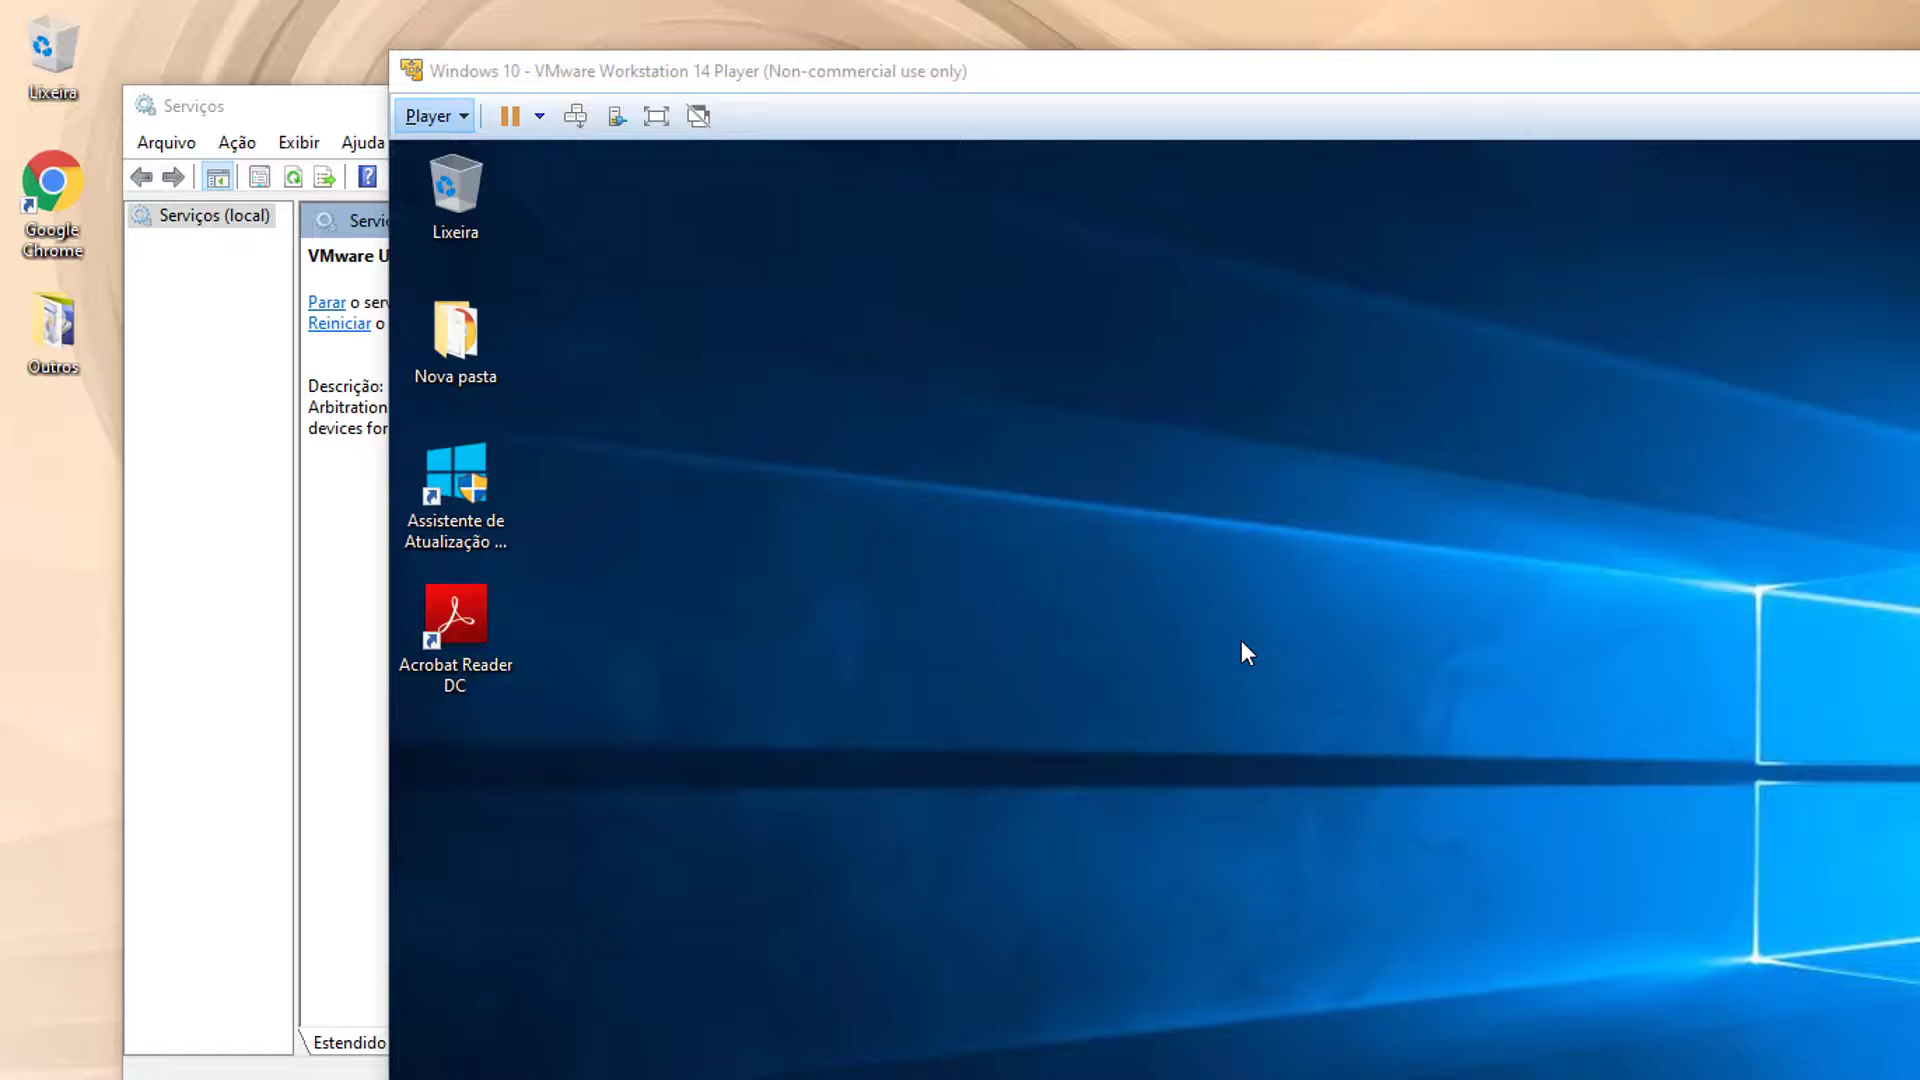 Lixeira
Google
Chrome
Outros
Serviços
Arquivo Ação Exibir Ajuda
Serviços (local)
VMware U
Parar o ser
Reiniciar o
Descrição:
Arbitration
devices for
Estendido
Windows 10 - VMware Workstation 14 Player (Non-commercial use only)
Player
Lixeira
Nova pasta
Assistente de
Atualização ...
Acrobat Reader
DC